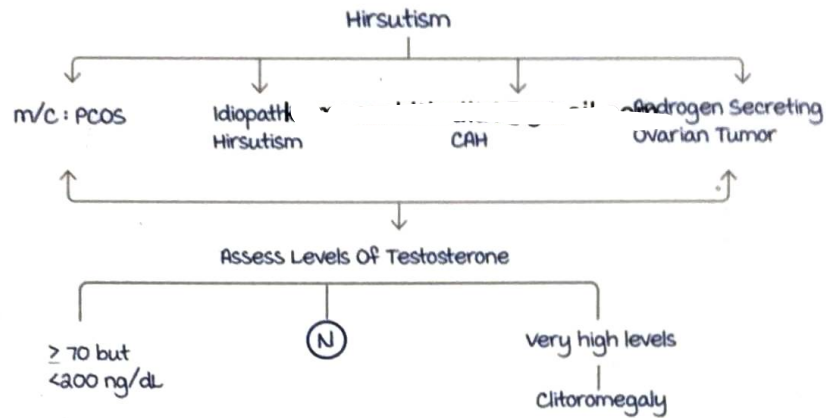 Hirsutism
m/c: PCOS
Hirsutism
CAH
Androgen Secreting
Ovarian Tumor
Assess Levels Of Testosterone
≥ 70 but
<200 ng/dL
N
very high levels
Clitoromegaly